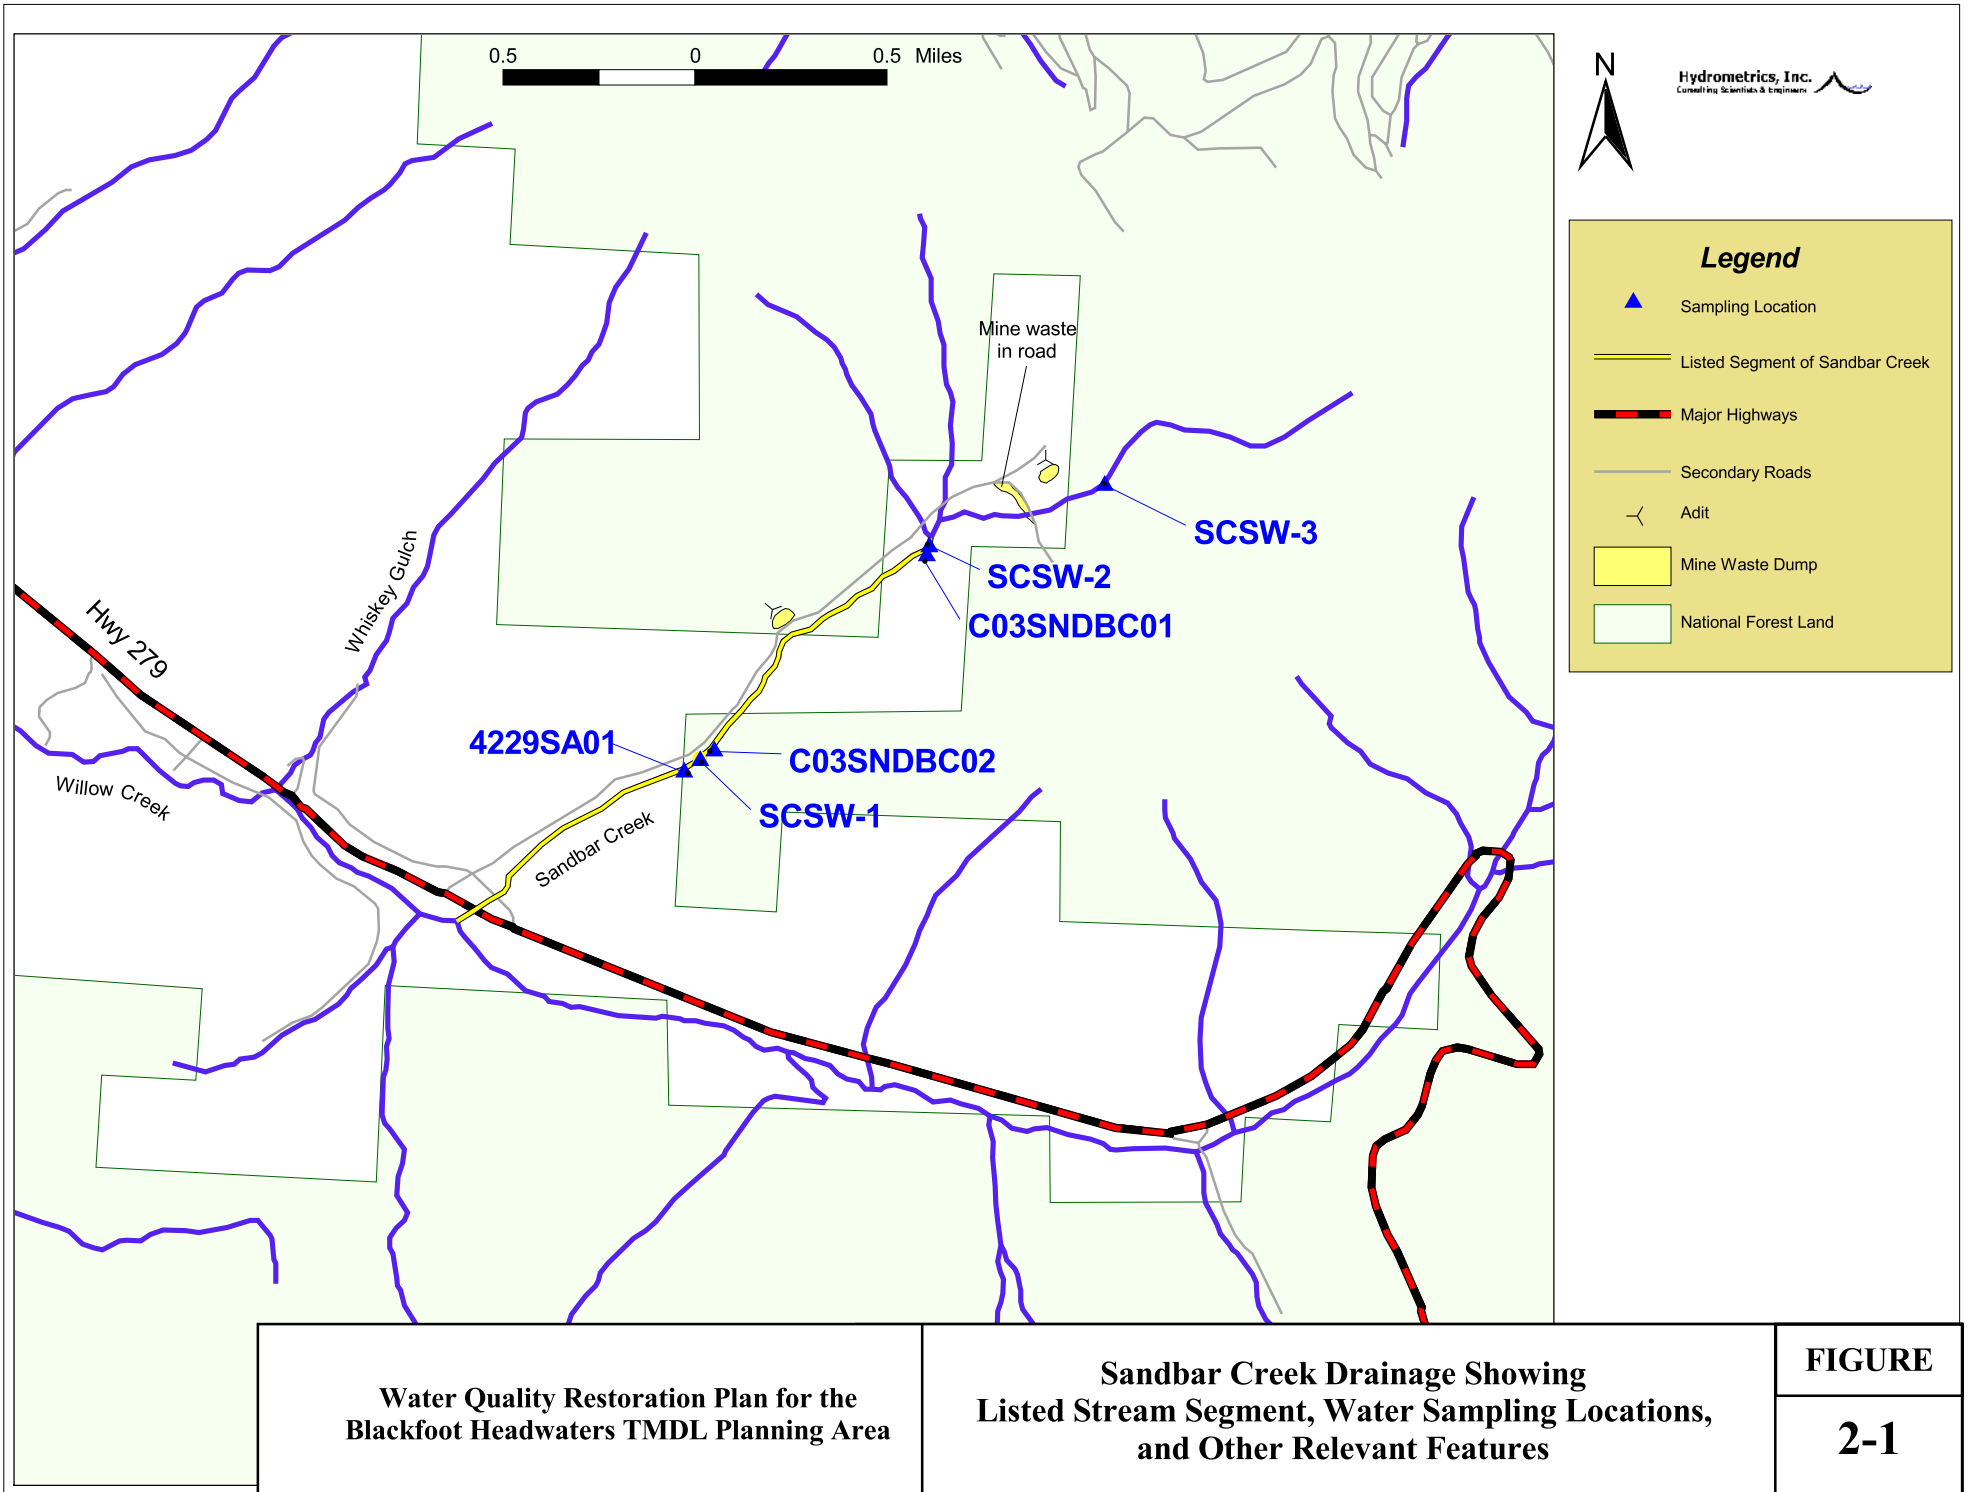 0.5 0 0.5 Miles
N
Hydrometrics, Inc.
Consulting Scientists & Engineers
Legend
Sampling Location
Listed Segment of Sandbar Creek
Major Highways
Secondary Roads
Adit
Mine Waste Dump
National Forest Land
Mine waste
in road
SCSW-3
SCSW-2
C03SNDBC01
Whiskey Gulch
Hwy 279
4229SA01
C03SNDBC02
SCSW-1
Willow Creek
Sandbar Creek
Water Quality Restoration Plan for the
Blackfoot Headwaters TMDL Planning Area
Sandbar Creek Drainage Showing
Listed Stream Segment, Water Sampling Locations,
and Other Relevant Features
FIGURE
2-1